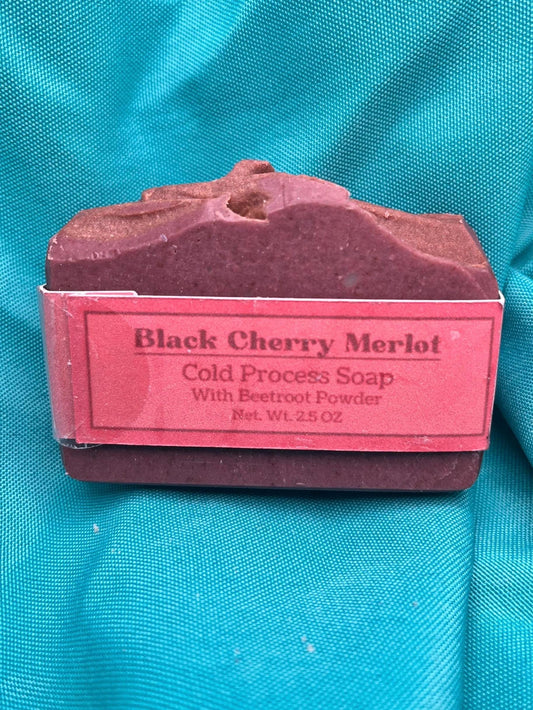 Black Cherry Merlot
Cold Process Soap
With Beetroot Powder
Net. Wt. 2.5 OZ